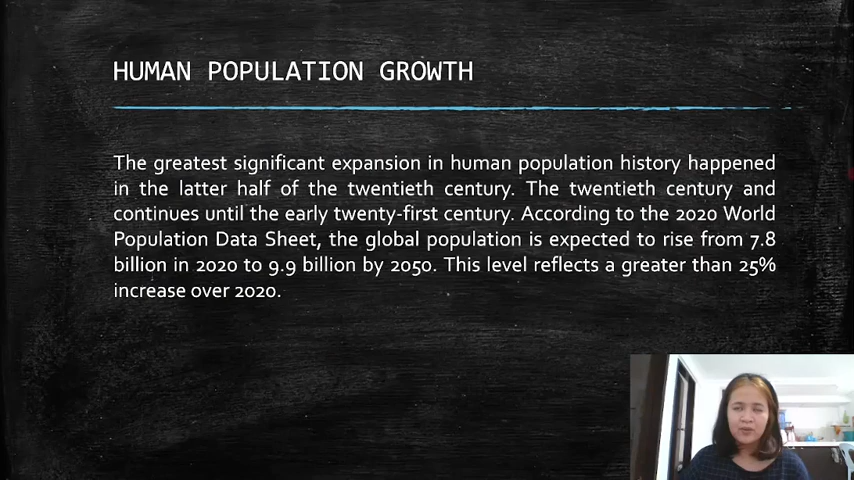 HUMAN POPULATION GROWTH
The greatest significant expansion in human population history happened
in the latter half of the twentieth century. The twentieth century and
continues until the early twenty-first century. According to the 2020 World
Population Data Sheet, the global population is expected to rise from 7.8
billion in 2020 to 9.9 billion by 2050. This level reflects a greater than 25%
increase over 2020.